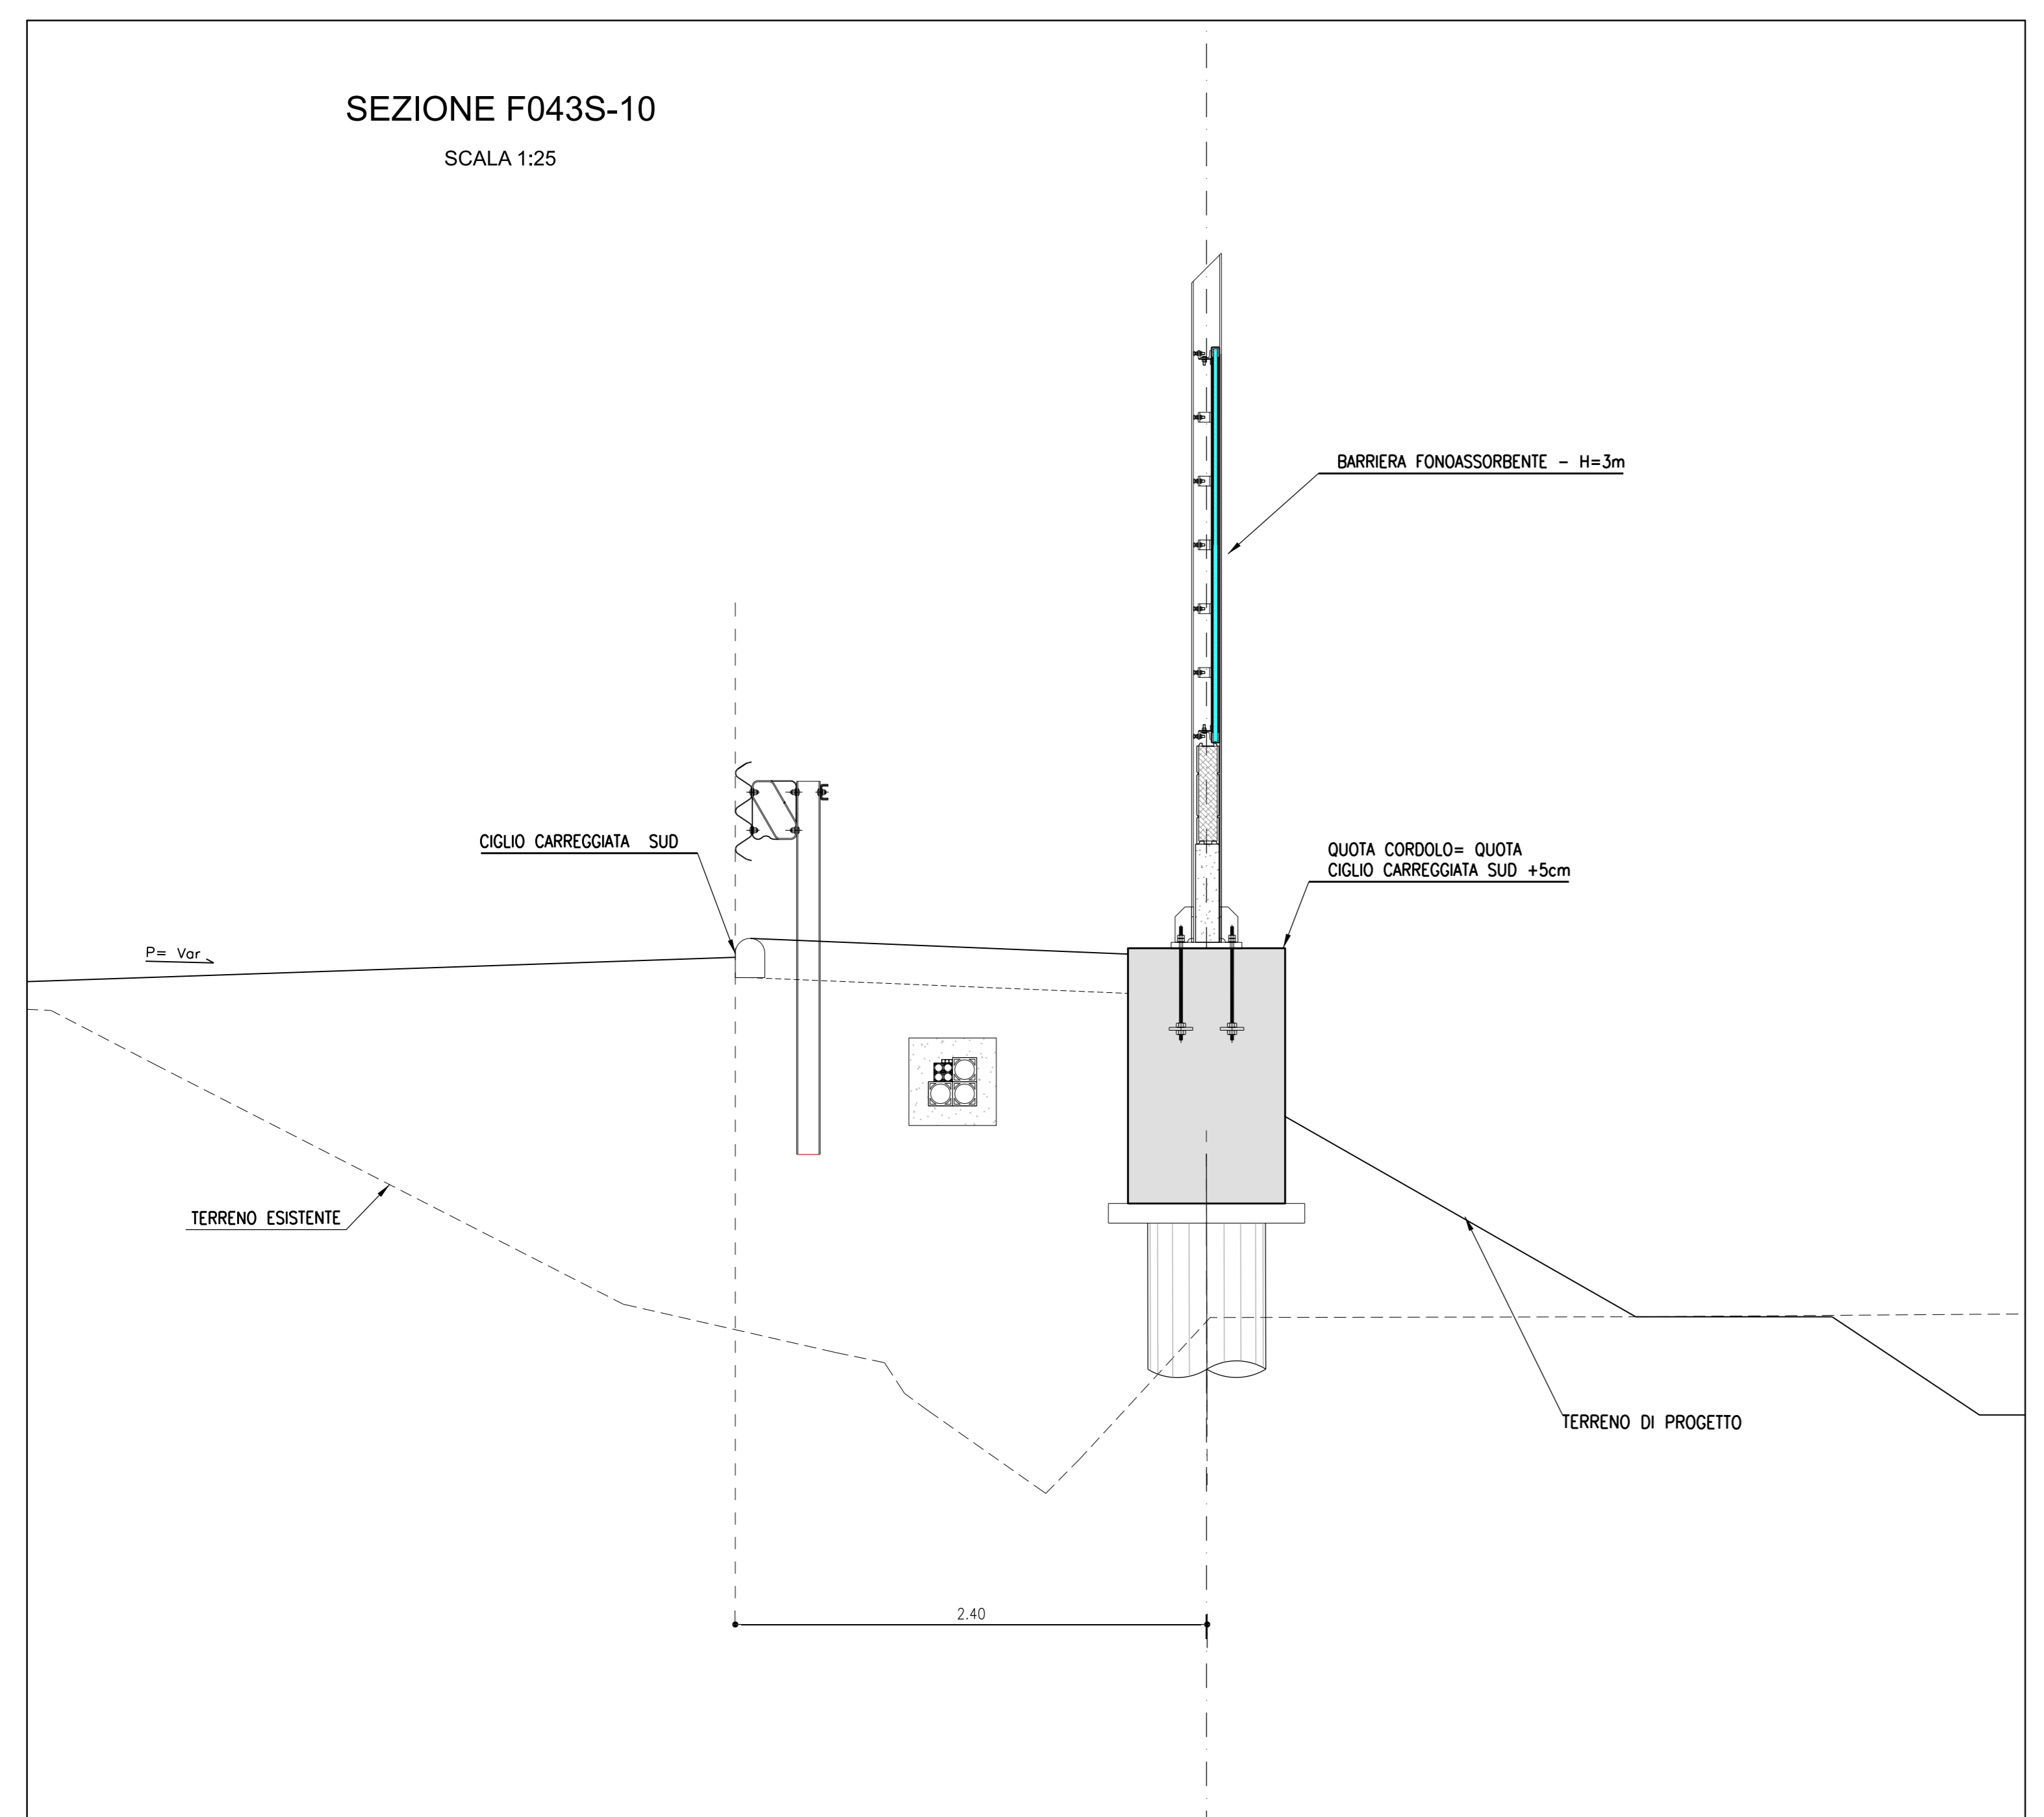 SEZIONE F043S-10
SCALA 1:25
BARRIERA FONOASSORBENTE - H=3m
CIGLIO CARREGGIATA SUD
QUOTA CORDOLO= QUOTA
CIGLIO CARREGGIATA SUD +5cm
P= Var
TERRENO ESISTENTE
TERRENO DI PROGETTO
2.40